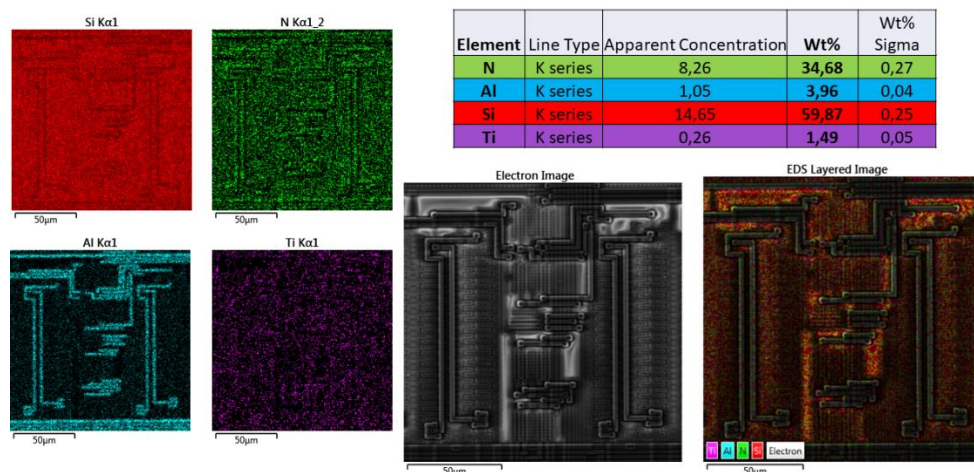 Si Kα1
N Kα1_2
50µm
50µm
Al Kα1
Ti Kα1
50µm
50µm
Element Line Type Apparent Concentration Wt% Wt% Sigma
N K series 8,26 34,68 0,27
Al K series 1,05 3,96 0,04
Si K series 14,65 59,87 0,25
Ti K series 0,26 1,49 0,05
Electron Image
EDS Layered Image
50µm
Ti Al N Si Electron
50µm